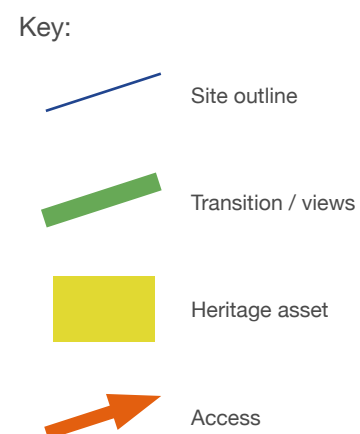 Key:
Site outline
Transition / views
Heritage asset
Access